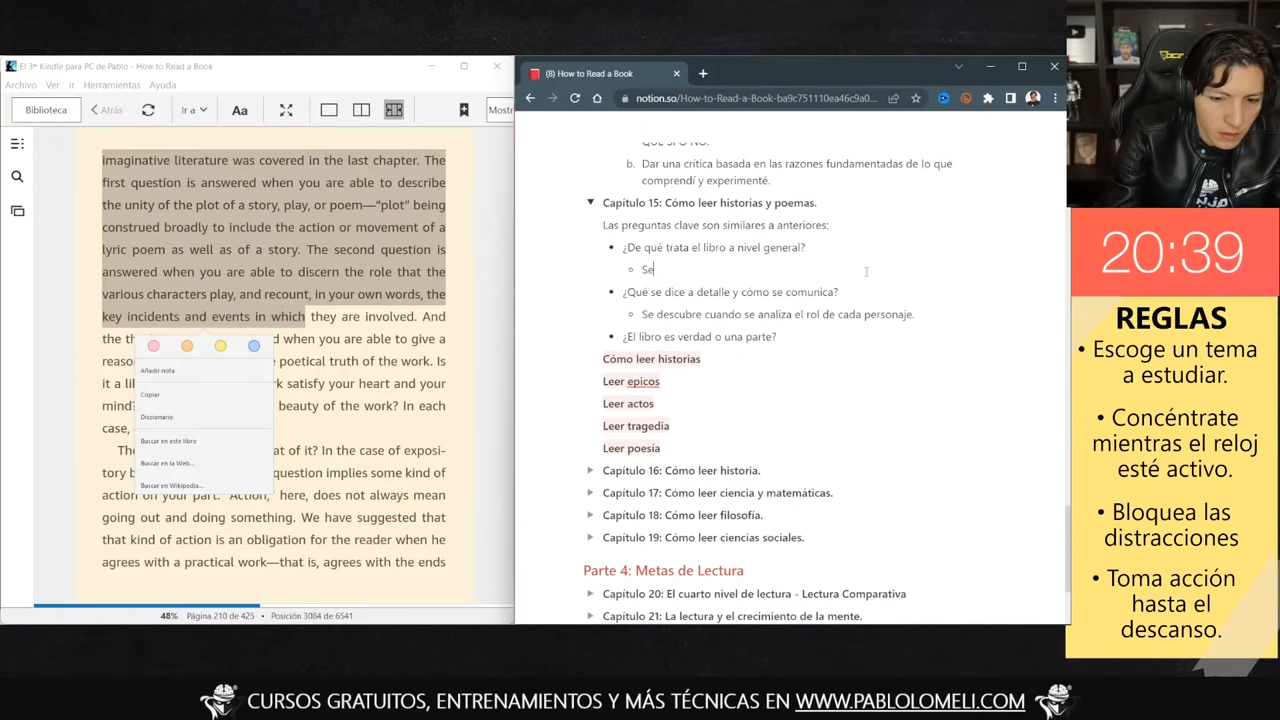 El 3er Kindle para PC de Pablo - How to Read a Book
Archivo Ver Ir Herramientas Ayuda
Biblioteca Atrás Ir a Aa Mostr
imaginative literature was covered in the last chapter. The
first question is answered when you are able to describe
the unity of the plot of a story, play, or poem—“plot” being
construed broadly to include the action or movement of a
lyric poem as well as of a story. The second question is
answered when you are able to discern the role that the
various characters play, and recount, in your own words, the
key incidents and events in which they are involved. And
the th d when you are able to give a
reaso poetical truth of the work. Is
it a li k satisfy your heart and your
mind? beauty of the work? In each
case,
The at of it? In the case of exposi-
tory b question implies some kind of
action on your part. “Action,” here, does not always mean
going out and doing something. We have suggested that
that kind of action is an obligation for the reader when he
agrees with a practical work—that is, agrees with the ends
Añadir nota
Copiar
Diccionario
Buscar en este libro
Buscar en la Web...
Buscar en Wikipedia...
48% Página 210 de 425 • Posición 3084 de 6541
(8) How to Read a Book
notion.so/How-to-Read-a-Book-ba9c751110ea46c9a0...
b. Dar una crítica basada en las razones fundamentadas de lo que
comprendí y experimenté.
Capítulo 15: Cómo leer historias y poemas.
Las preguntas clave son similares a anteriores:
• ¿De qué trata el libro a nivel general?
Se
• ¿Qué se dice a detalle y cómo se comunica?
Se descubre cuando se analiza el rol de cada personaje.
• ¿El libro es verdad o una parte?
Cómo leer historias
Leer epicos
Leer actos
Leer tragedia
Leer poesía
Capítulo 16: Cómo leer historia.
Capítulo 17: Cómo leer ciencia y matemáticas.
Capítulo 18: Cómo leer filosofía.
Capítulo 19: Cómo leer ciencias sociales.
Parte 4: Metas de Lectura
Capítulo 20: El cuarto nivel de lectura - Lectura Comparativa
Capítulo 21: La lectura y el crecimiento de la mente.
20:39
REGLAS
• Escoge un tema
a estudiar.
• Concéntrate
mientras el reloj
esté activo.
• Bloquea las
distracciones
• Toma acción
hasta el
descanso.
CURSOS GRATUITOS, ENTRENAMIENTOS Y MÁS TÉCNICAS EN WWW.PABLOLOMELI.COM